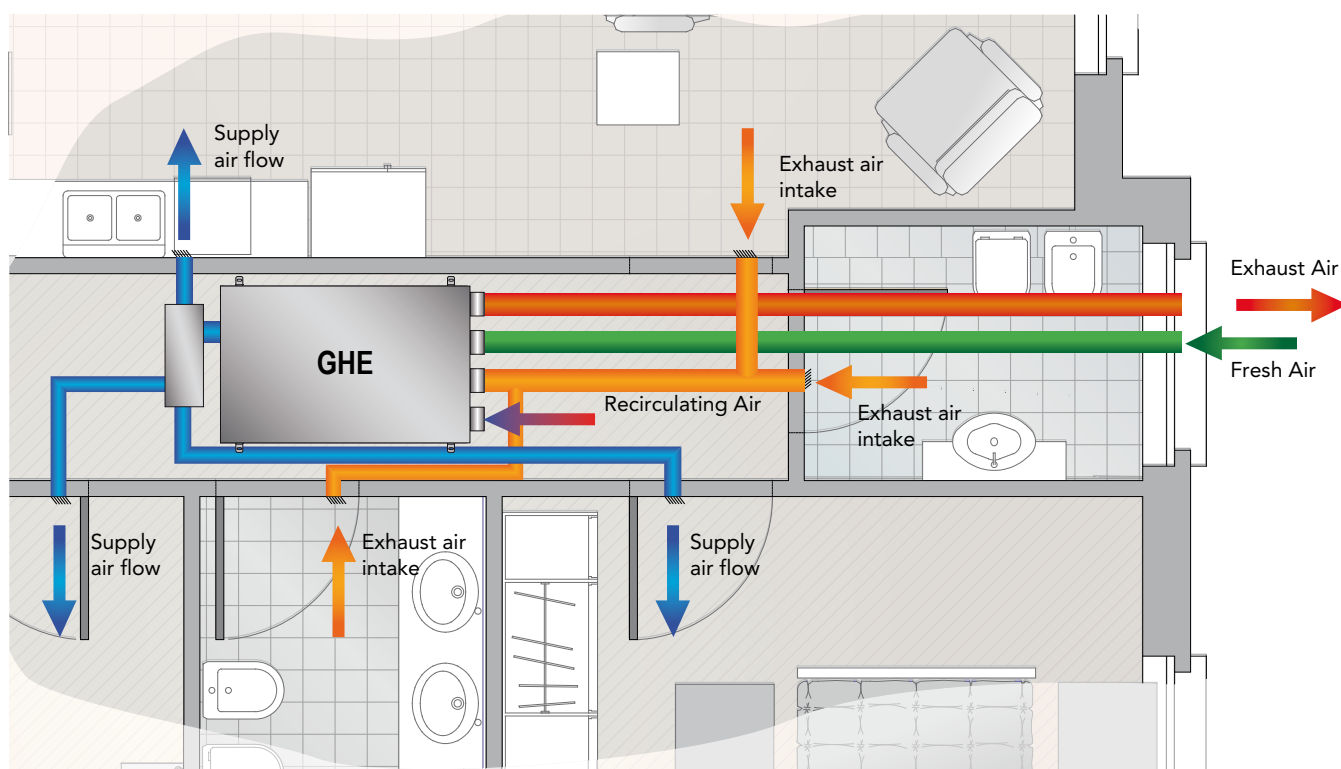 Supply
air flow
Exhaust air
intake
Exhaust Air
GHE
Fresh Air
Recirculating Air
Exhaust air
intake
Supply
air flow
Exhaust air
intake
Supply
air flow